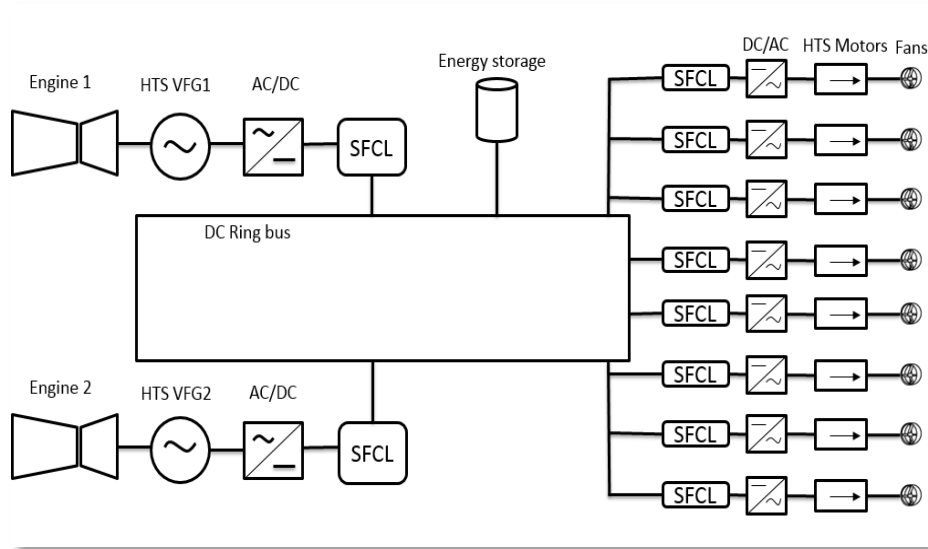 DC/AC HTS Motors Fans
Energy storage
Engine 1 HTS VFG1 AC/DC
SFCL
SFCL
SFCL
SFCL
DC Ring bus
SFCL
SFCL
SFCL
Engine 2 HTS VFG2 AC/DC
SFCL
SFCL
SFCL